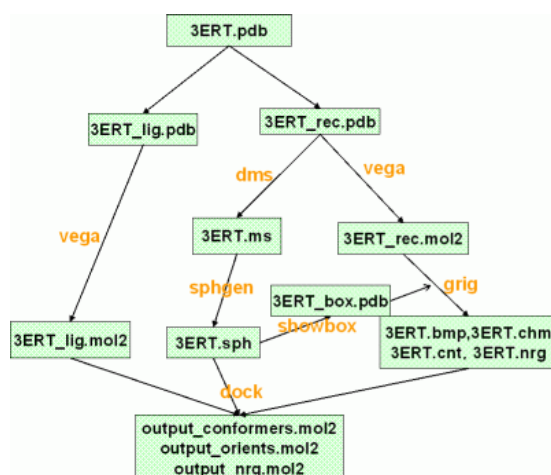 3ERT.pdb
3ERT_lig.pdb
3ERT_rec.pdb
dms
vega
vega
3ERT.ms
3ERT_rec.mol2
sphgen
grig
3ERT_box.pdb
3ERT_lig.mol2
3ERT.sph
showbox
3ERT.bmp,3ERT.chm
3ERT.cnt, 3ERT.nrg
dock
output_conformers.mol2
output_orients.mol2
output_nrg.mol2